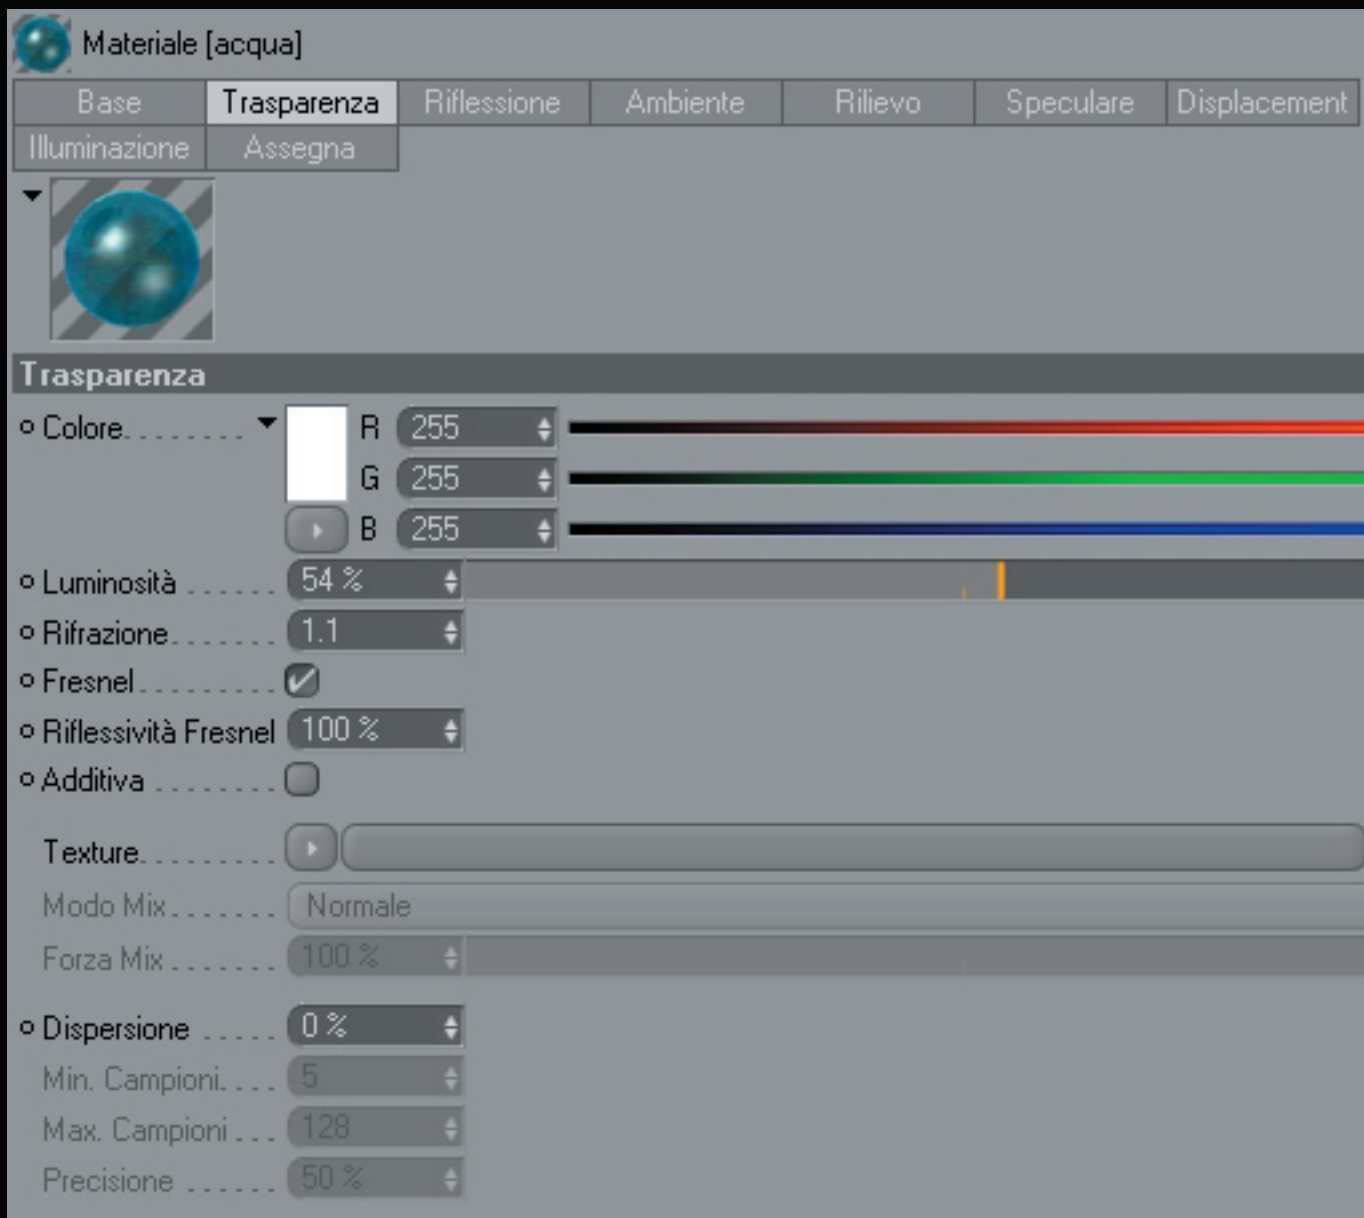 Materiale [acqua]
Base Trasparenza Riflessione Ambiente Rilievo Speculare Displacement
Illuminazione Assegna
Trasparenza
Colore........ R 255
G 255
B 255
Luminosità ...... 54 %
Rifrazione....... 1.1
Fresnel......... ✓
Riflessività Fresnel 100 %
Additiva ........
Texture.........
Modo Mix....... Normale
Forza Mix ....... 100 %
Dispersione ..... 0 %
Min. Campioni.... 5
Max. Campioni ... 128
Precisione ...... 50 %